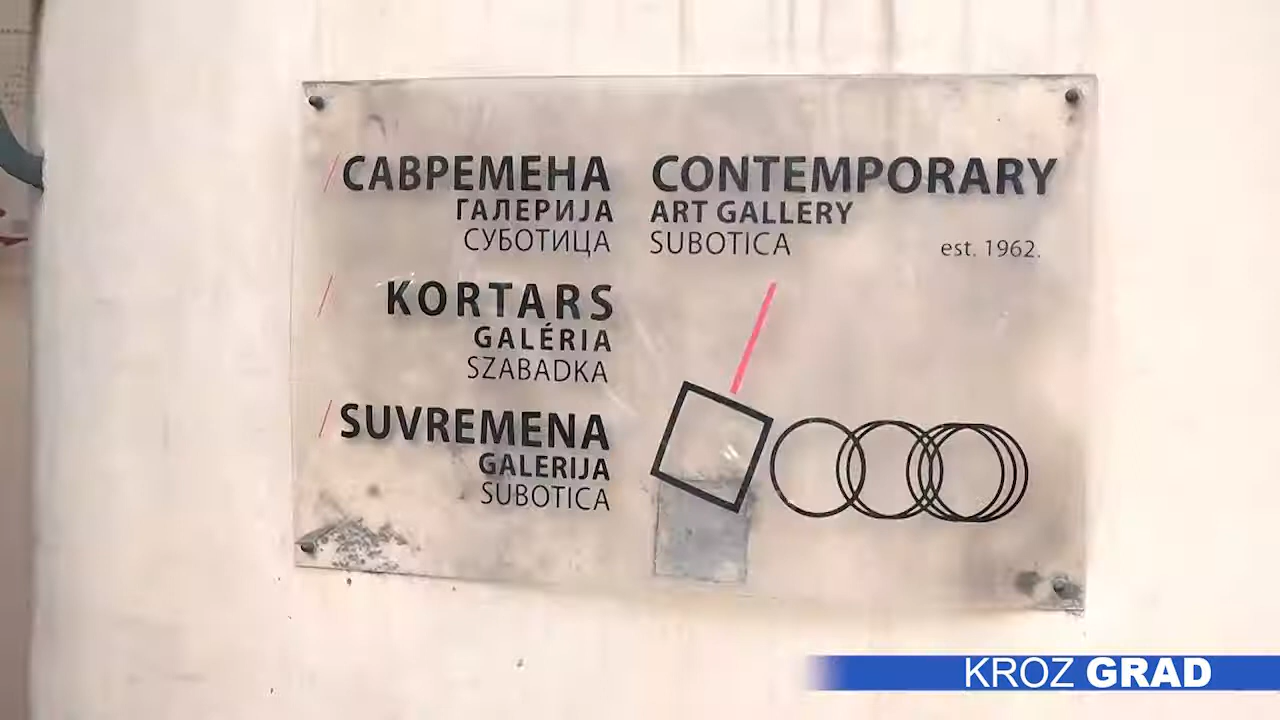 /САВРЕМЕНА
ГАЛЕРИЈА
СУБОТИЦА
/KORTARS
GALÉRIA
SZABADKA
/SUVREMENA
GALERIJA
SUBOTICA
CONTEMPORARY
ART GALLERY
SUBOTICA
est. 1962.
KROZ GRAD